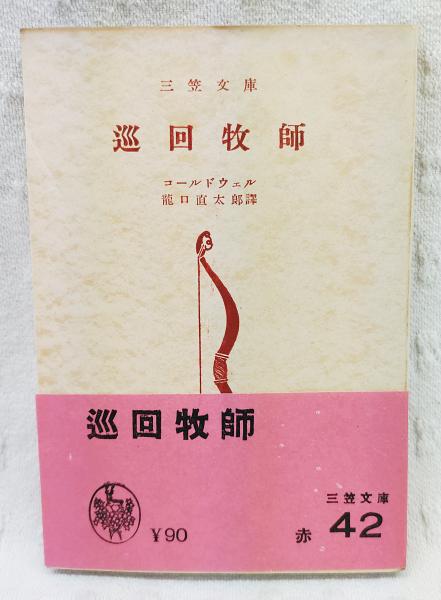 三笠文庫
巡回牧師
コールドウェル
龍口直太郎譯
巡回牧師
三笠文庫
¥90
赤 42